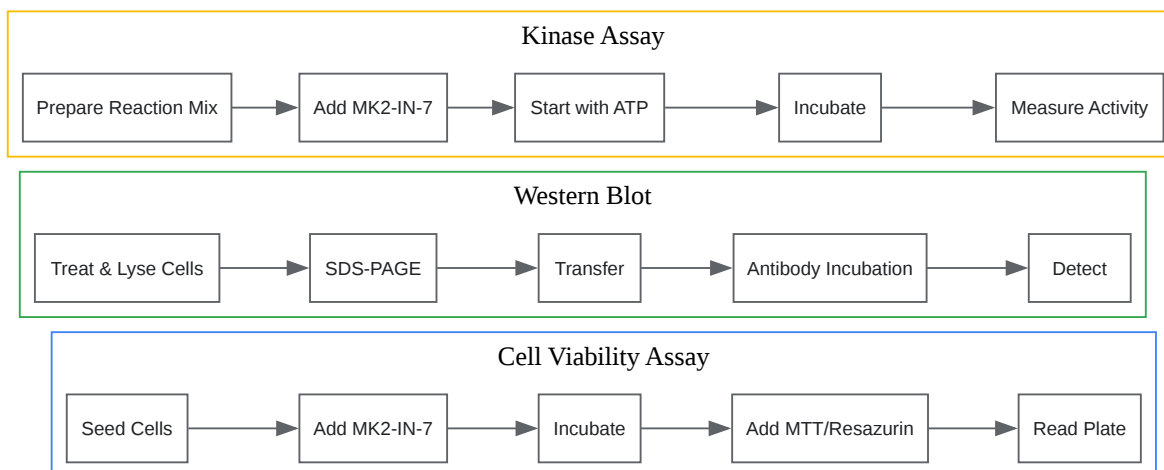 Kinase Assay
Prepare Reaction Mix
Add MK2-IN-7
Start with ATP
Incubate
Measure Activity
Western Blot
Treat & Lyse Cells
SDS-PAGE
Transfer
Antibody Incubation
Detect
Cell Viability Assay
Seed Cells
Add MK2-IN-7
Incubate
Add MTT/Resazurin
Read Plate